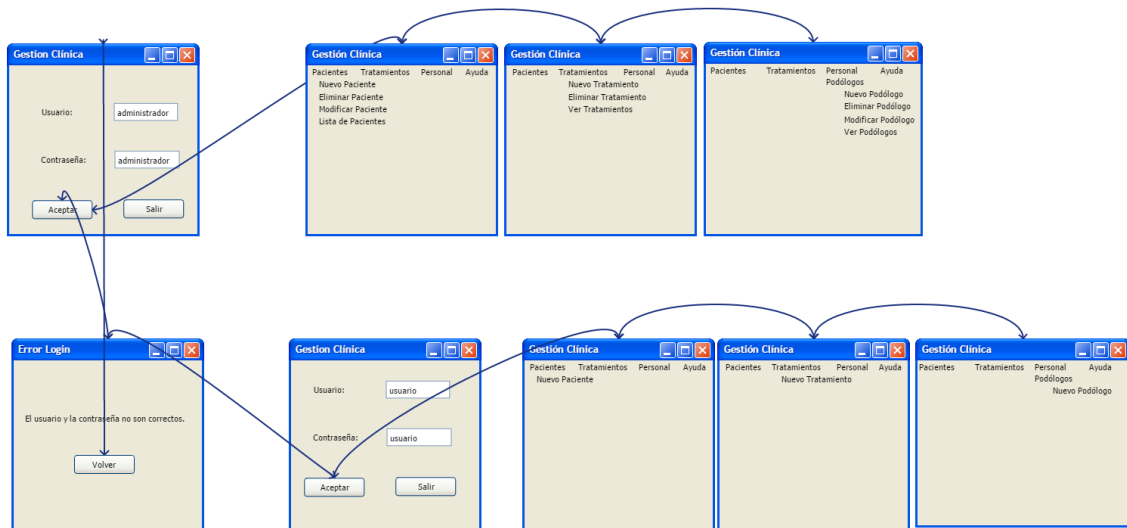 Gestion Clínica
Usuario: administrador
Contraseña: administrador
Aceptar Salir
Gestión Clínica
Pacientes Tratamientos Personal Ayuda
Nuevo Paciente
Eliminar Paciente
Modificar Paciente
Lista de Pacientes
Gestión Clínica
Pacientes Tratamientos Personal Ayuda
Nuevo Tratamiento
Eliminar Tratamiento
Ver Tratamientos
Gestión Clínica
Pacientes Tratamientos Personal Ayuda
Podólogos
Nuevo Podólogo
Eliminar Podólogo
Modificar Podólogo
Ver Podólogos
Error Login
El usuario y la contraseña no son correctos.
Volver
Gestion Clínica
Usuario: usuario
Contraseña: usuario
Aceptar Salir
Gestión Clínica
Pacientes Tratamientos Personal Ayuda
Nuevo Paciente
Gestión Clínica
Pacientes Tratamientos Personal Ayuda
Nuevo Tratamiento
Gestión Clínica
Pacientes Tratamientos Personal Ayuda
Podólogos
Nuevo Podólogo